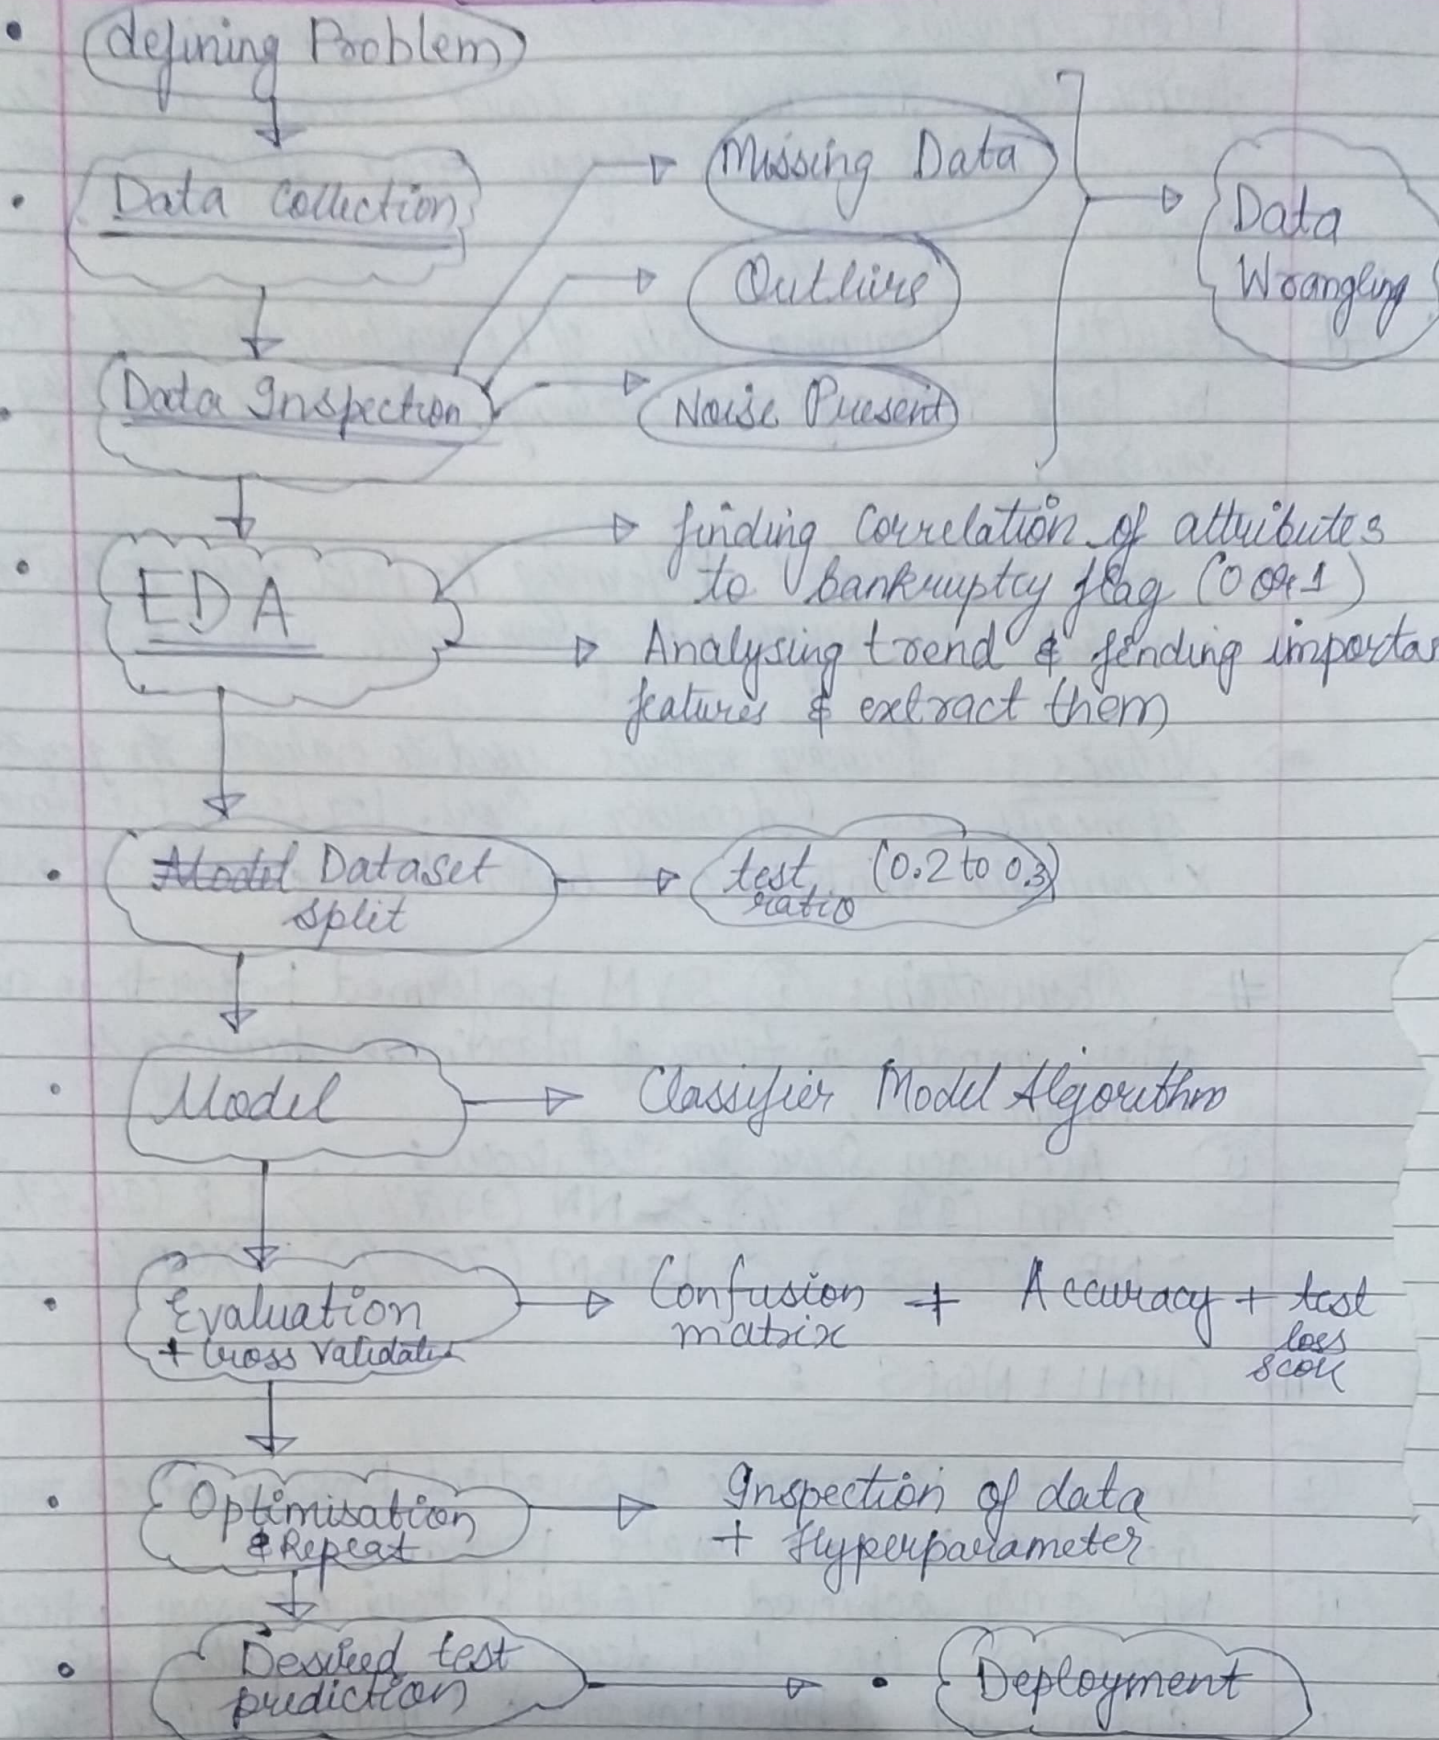 defining Problem
Data Collection
Missing Data
Data
Wrangling
Outliers
Data Inspection
Noise Present
EDA
finding correlation of attributes
to bankruptcy flag (0 or 1)
Analysing trend & finding importa
features & extract them
Model Dataset
split
test (0.2 to 0.3)
ratio
Model
Classifier Model Algorithm
Evaluation
+ Cross Validation
Confusion + Accuracy + test
matrix
loss
score
Optimisation
& Repeat
Inspection of data
+ Hyperparameter
Desired test
prediction
Deployment